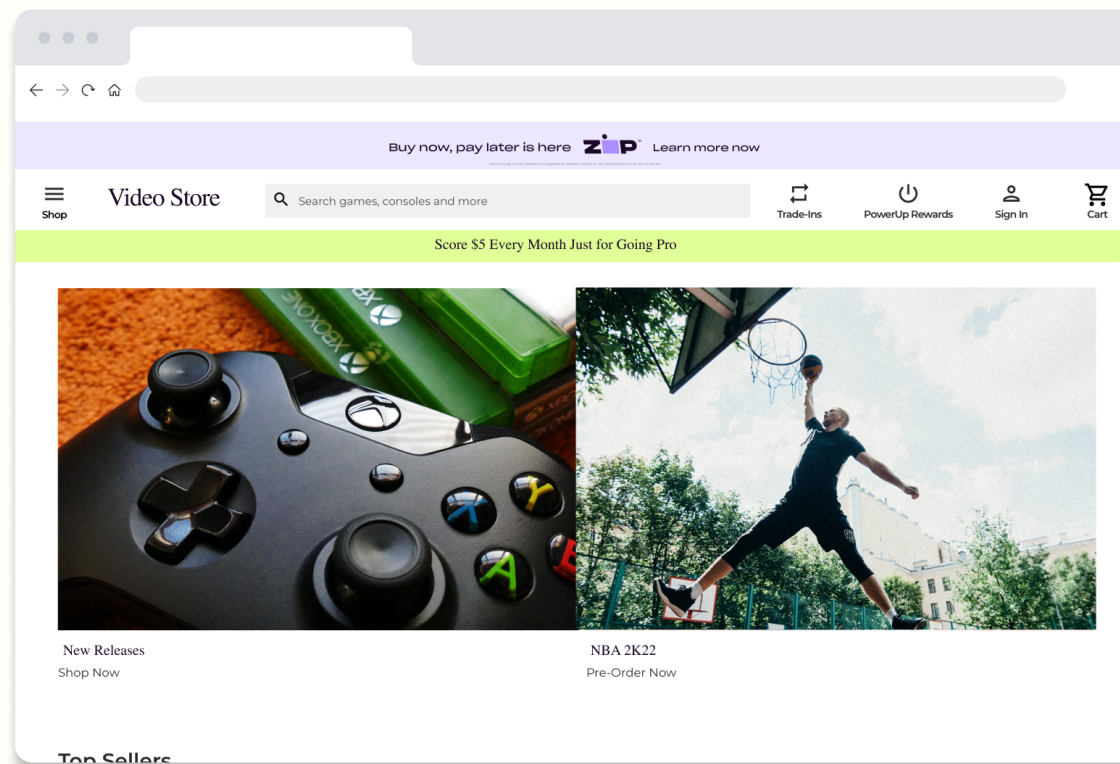 Buy now, pay later is here ZIP Learn more now
Shop
Video Store
Search games, consoles and more
Trade-Ins
PowerUp Rewards
Sign In
Cart
Score $5 Every Month Just for Going Pro
XBOX
XBOX ONE
X
Y
A
New Releases
Shop Now
NBA 2K22
Pre-Order Now
Top Sellers